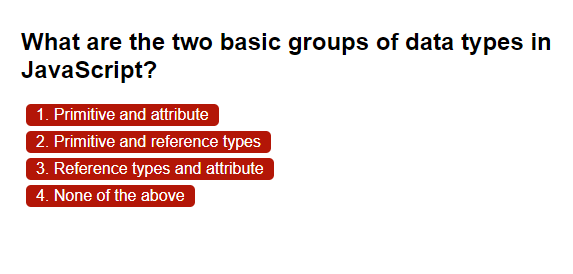 What are the two basic groups of data types in
JavaScript?
1. Primitive and attribute
2. Primitive and reference types
3. Reference types and attribute
4. None of the above